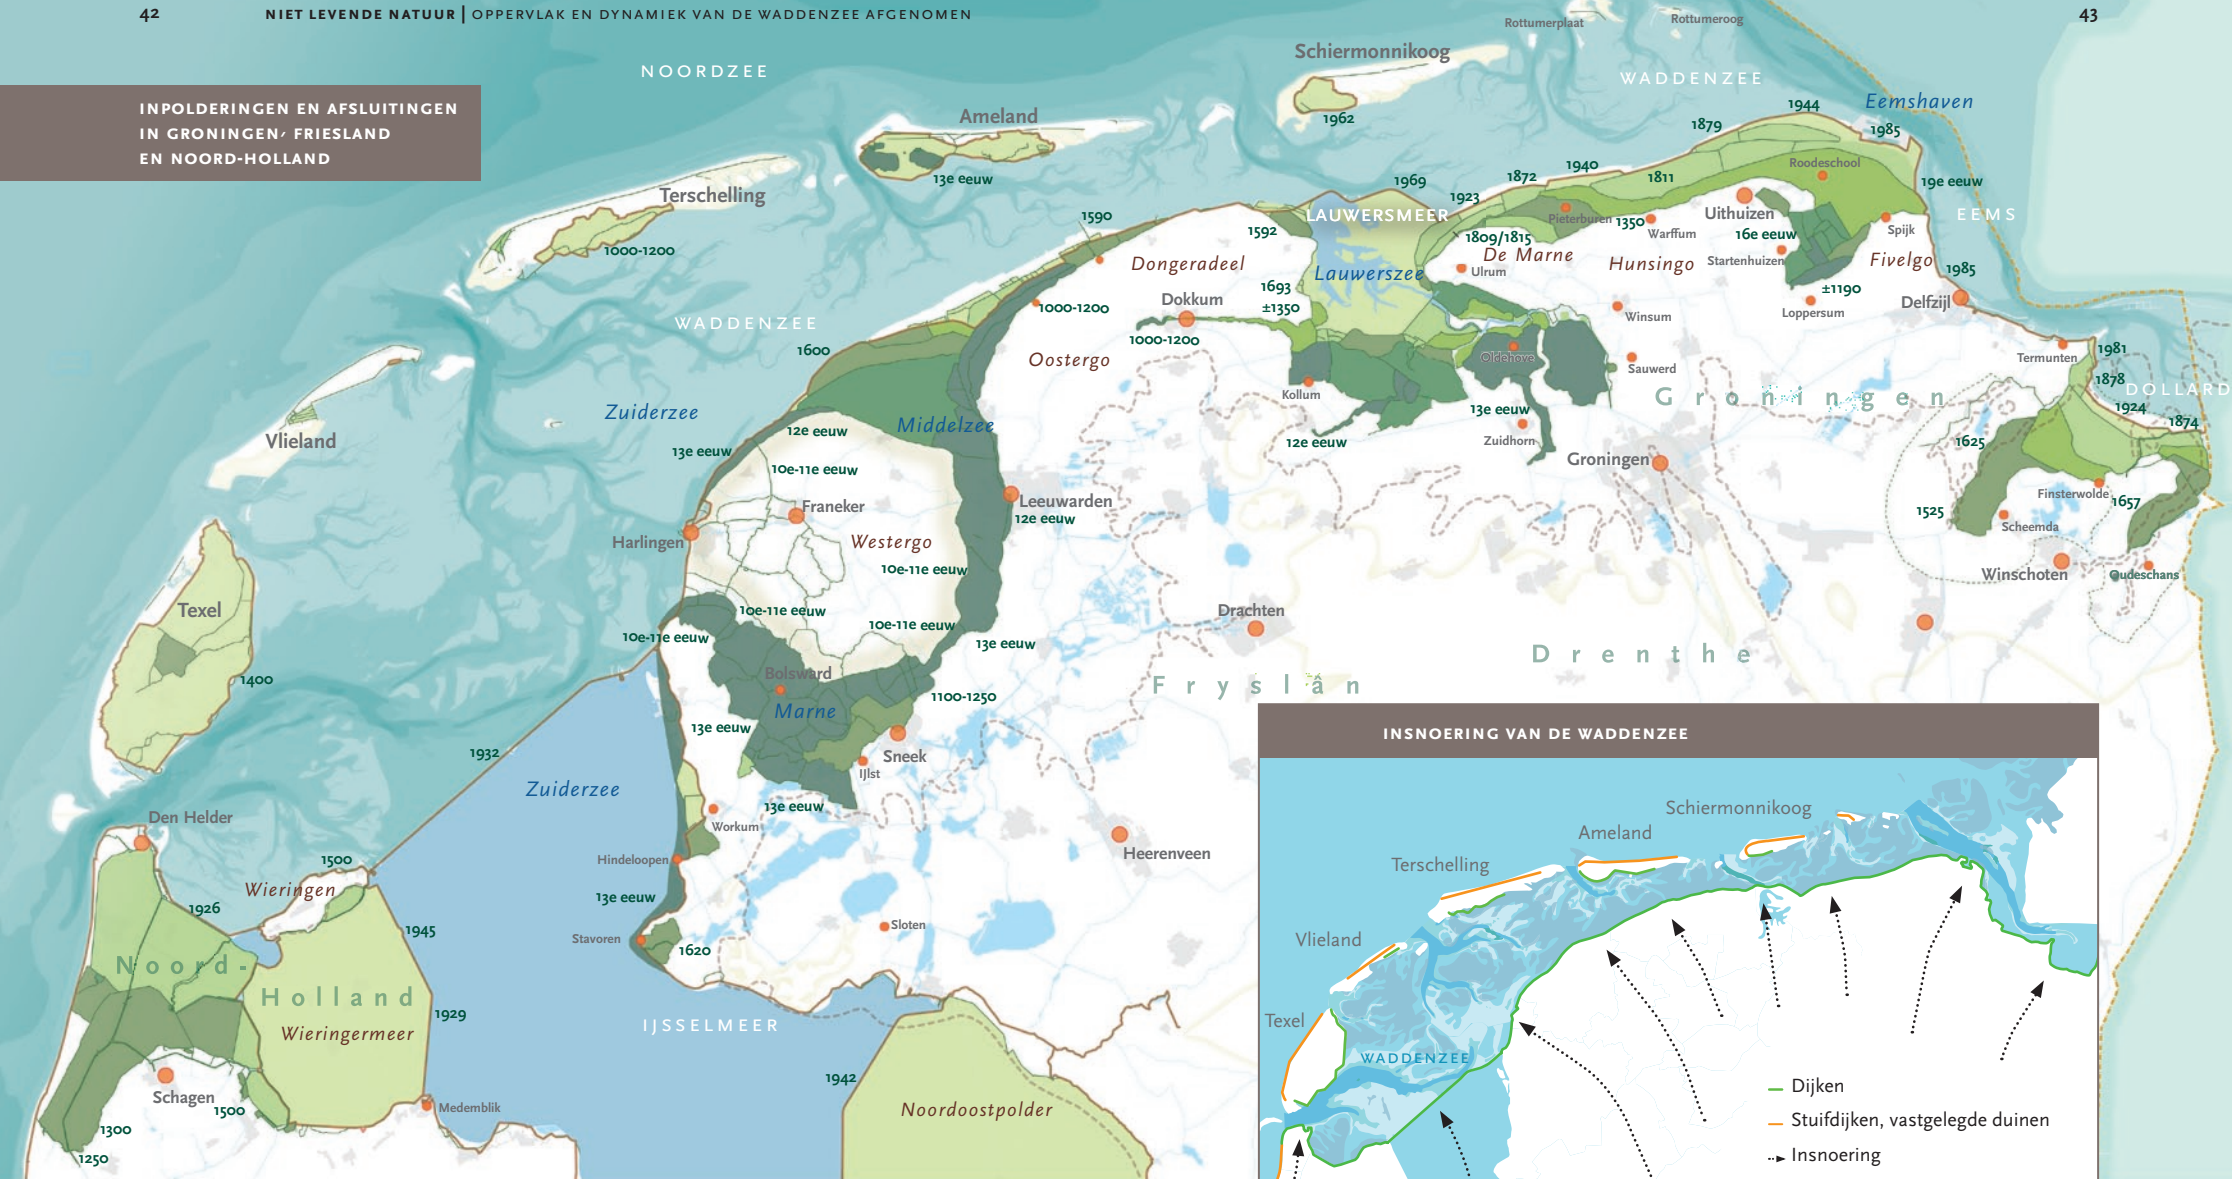 42
NIET LEVENDE NATUUR | OPPERVLAK EN DYNAMIEK VAN DE WADDENZEE AFGENOMEN
43
INPOLDERINGEN EN AFSLUITINGEN
IN GRONINGEN, FRIESLAND
EN NOORD-HOLLAND
NOORDZEE
Rottumerplaat
Rottumeroog
Schiermonnikoog
WADDENZEE
1962
Ameland
13e eeuw
Terschelling
1000-1200
WADDENZEE
1944
Eemshaven
1879
1985
Roodeschool
1940
1872
1811
19e eeuw
1969
1923
EEMS
LAUWERSMEER
Pieterburen
1350
Uithuizen
Warffum
16e eeuw
Spijk
1590
1592
1809/1815
De Marne
Hunsingo
Startenhuizen
Fivelgo
1985
Dongeradeel
Lauwerszee
Ulrum
1693
±1350
±1190
Delfzijl
Dokkum
1000-1200
1000-1200
Winsum
Loppersum
1600
Oostergo
Oldehove
Sauwerd
Termunten
1981
1878
DOLLARD
1924
1874
Kollum
Groningen
Zuiderzee
Middelzee
12e eeuw
13e eeuw
13e eeuw
12e eeuw
Zuidhorn
1625
Vlieland
10e-11e eeuw
Groningen
Finsterwolde
1657
Franeker
Leeuwarden
12e eeuw
1525
Scheemda
Harlingen
Westergo
10e-11e eeuw
Winschoten
Oudeschans
Texel
10e-11e eeuw
10e-11e eeuw
10e-11e eeuw
13e eeuw
Drachten
Drenthe
1400
Bolsward
Marne
1100-1250
Fryslân
13e eeuw
1932
Sneek
IJlst
Zuiderzee
13e eeuw
Workum
Den Helder
Hindeloopen
Heerenveen
1500
Wieringen
13e eeuw
1926
1945
Stavoren
1620
Sloten
Noord-
Holland
Wieringermeer
1929
IJSSELMEER
1942
Noordoostpolder
Schagen
1500
Medemblik
1300
1250
INSNOERING VAN DE WADDENZEE
Schiermonnikoog
Ameland
Terschelling
Vlieland
Texel
WADDENZEE
Dijken
Stuifdijken, vastgelegde duinen
Insnoering